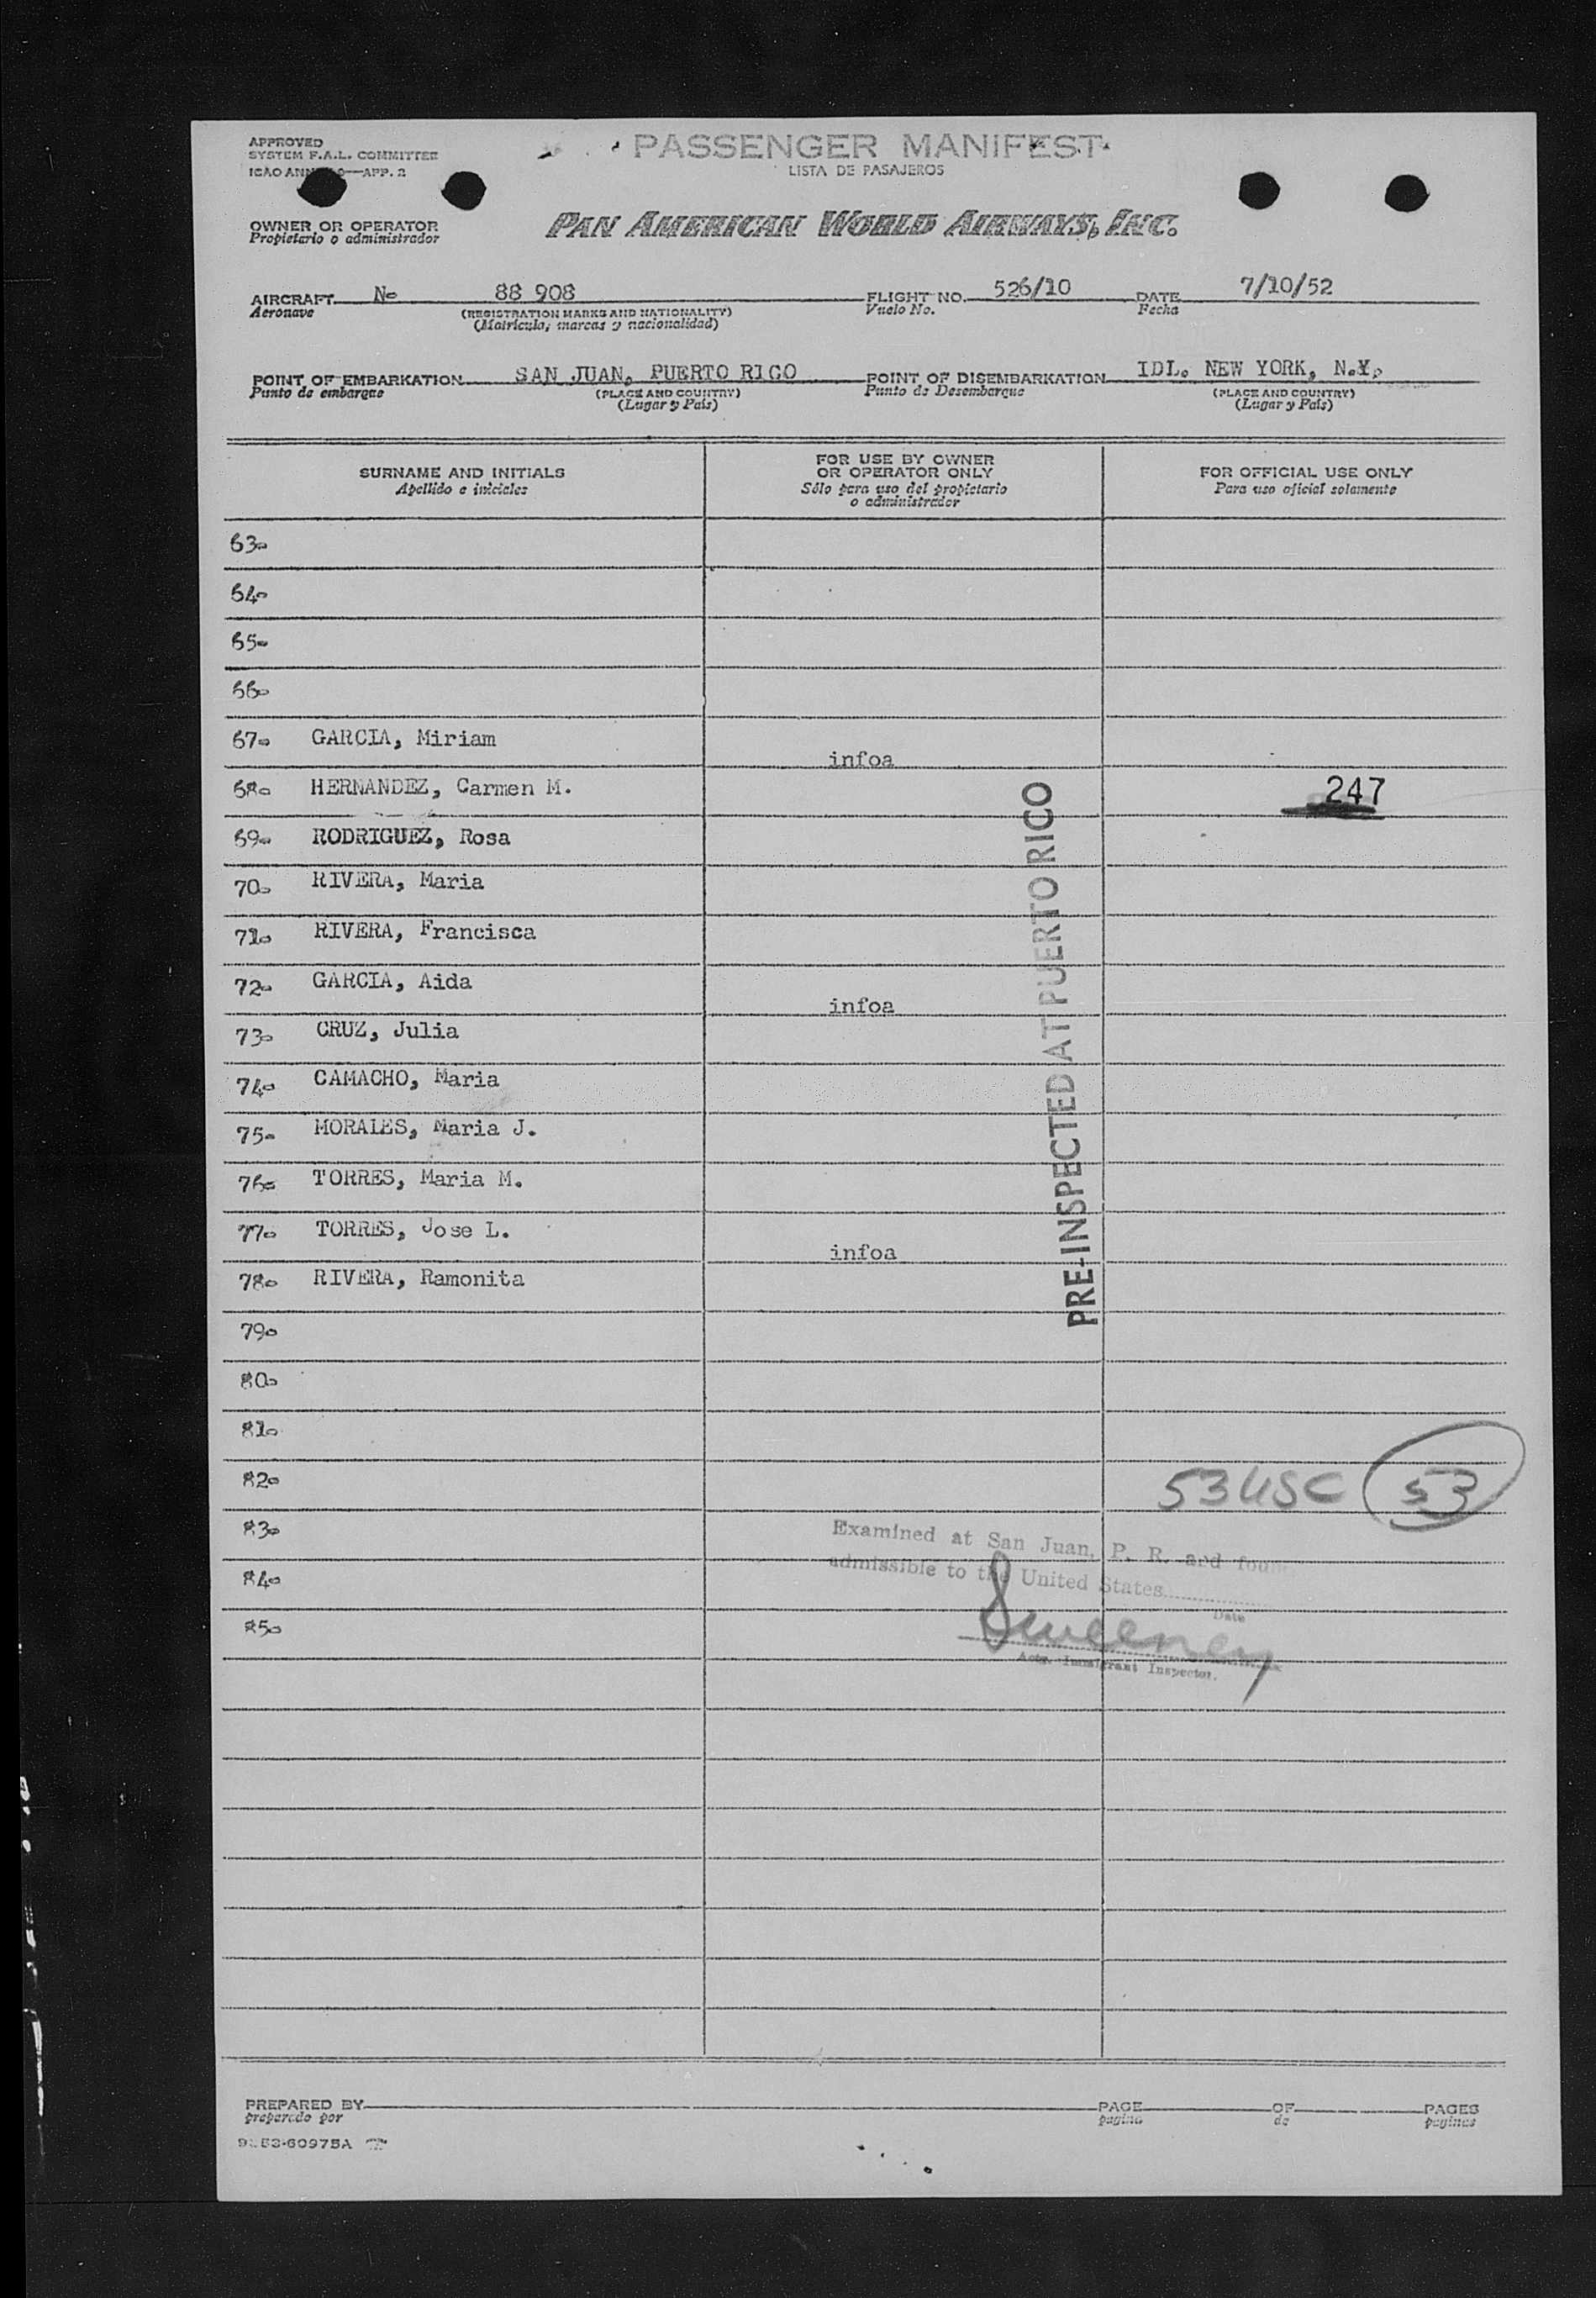 APPROVED
SYSTEM F.A.L. COMMITTEE
ICAO ANN 9—APP. 2
PASSENGER MANIFEST
LISTA DE PASAJEROS
OWNER OR OPERATOR
Propietario o administrador
PAN AMERICAN WORLD AIRWAYS, INC.
AIRCRAFT No 88 908 FLIGHT NO. 526/10 DATE 7/10/52
Aeronave (REGISTRATION MARKS AND NATIONALITY) Vuelo No. Fecha
(Matrícula, marcas y nacionalidad)
POINT OF EMBARKATION SAN JUAN, PUERTO RICO POINT OF DISEMBARKATION IDL. NEW YORK, N.Y.
Punto de embarque (PLACE AND COUNTRY) Punto de Desembarque (PLACE AND COUNTRY)
(Lugar y País) (Lugar y País)
SURNAME AND INITIALS
Apellido e iniciales
FOR USE BY OWNER
OR OPERATOR ONLY
Sólo para uso del propietario
o administrador
FOR OFFICIAL USE ONLY
Para uso oficial solamente
63.
64.
65.
66.
67. GARCIA, Miriam
infoa
68. HERNANDEZ, Carmen M. 247
69. RODRIGUEZ, Rosa
70. RIVERA, Maria
71. RIVERA, Francisca
72. GARCIA, Aida
infoa
73. CRUZ, Julia
74. CAMACHO, Maria
75. MORALES, Maria J.
76. TORRES, Maria M.
77. TORRES, Jose L.
infoa
78. RIVERA, Ramonita
PRE-INSPECTED AT PUERTO RICO
79.
80.
81.
82. 53 USC 53
83.
Examined at San Juan, P. R. and foun
84.
admissible to the United States
85.
Date
Sweeney
Actg. Immigrant Inspector.
PREPARED BY PAGE OF PAGES
preparado por página de páginas
60975A